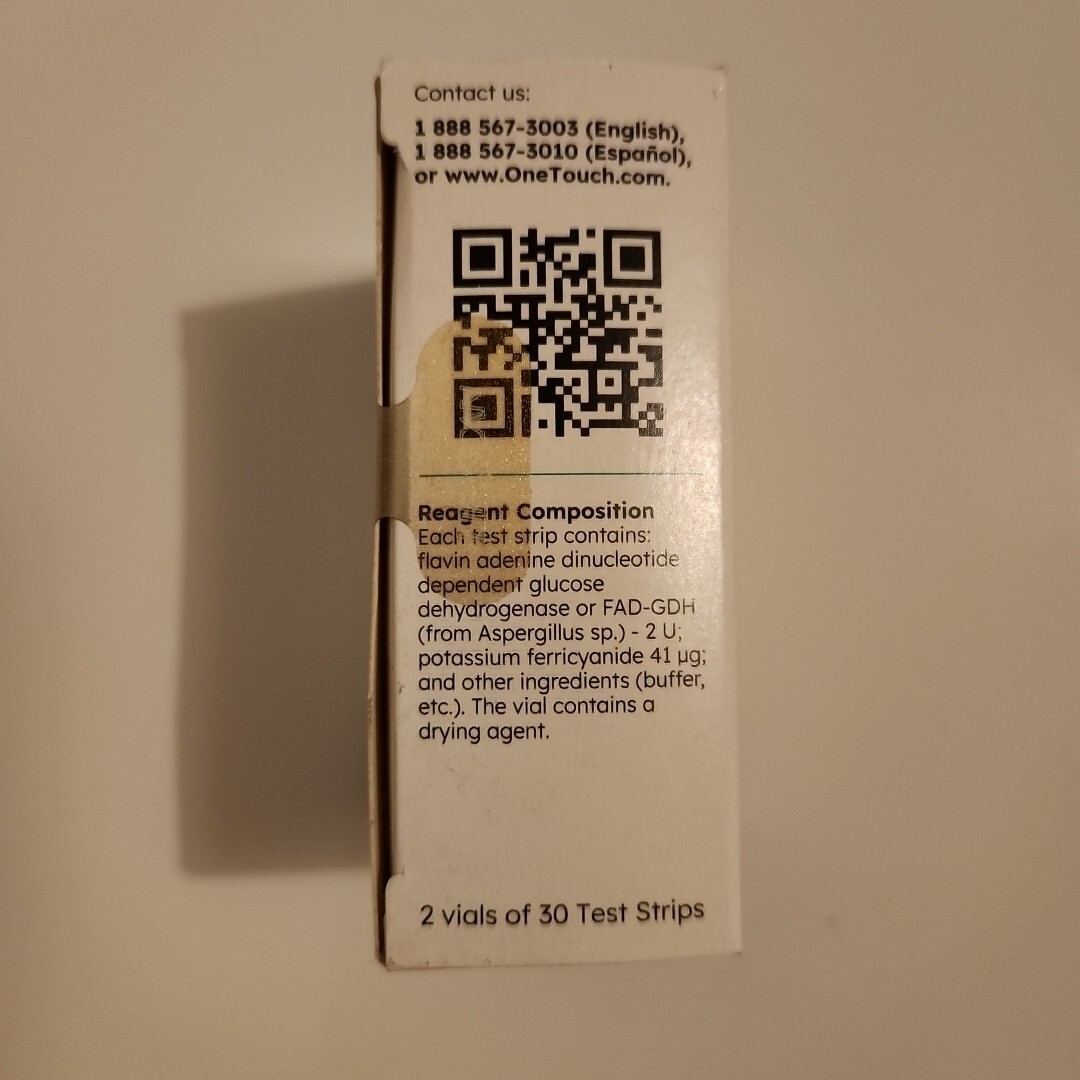 Contact us:
1 888 567-3003 (English),
1 888 567-3010 (Español),
or www.OneTouch.com.
Reagent Composition
Each test strip contains:
flavin adenine dinucleotide
dependent glucose
dehydrogenase or FAD-GDH
(from Aspergillus sp.) - 2 U;
potassium ferricyanide 41 µg;
and other ingredients (buffer,
etc.). The vial contains a
drying agent.
2 vials of 30 Test Strips